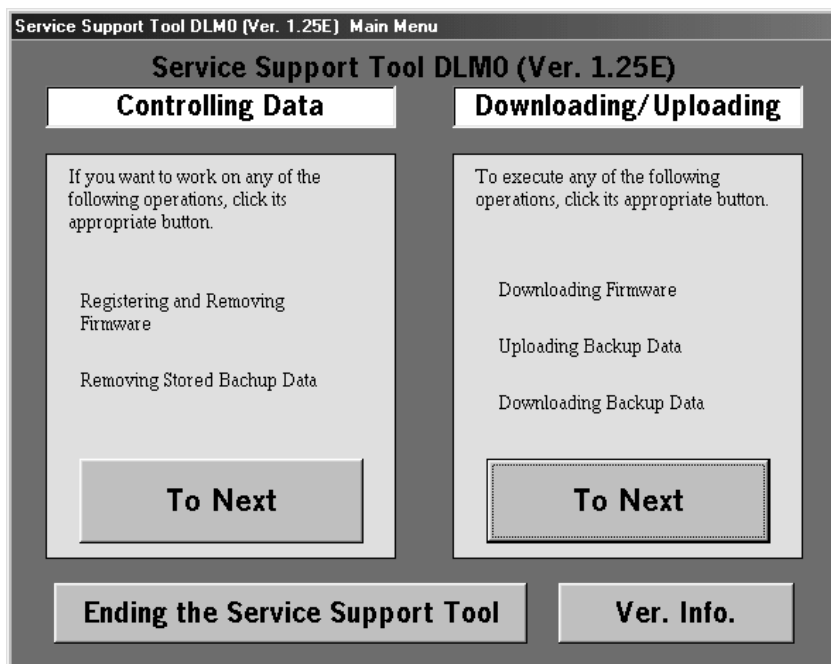 Service Support Tool DLM0 (Ver. 1.25E) Main Menu
Service Support Tool DLM0 (Ver. 1.25E)
Controlling Data
If you want to work on any of the
following operations, click its
appropriate button.
Registering and Removing
Firmware
Removing Stored Bachup Data
To Next
Downloading/Uploading
To execute any of the following
operations, click its appropriate button.
Downloading Firmware
Uploading Backup Data
Downloading Backup Data
To Next
Ending the Service Support Tool
Ver. Info.